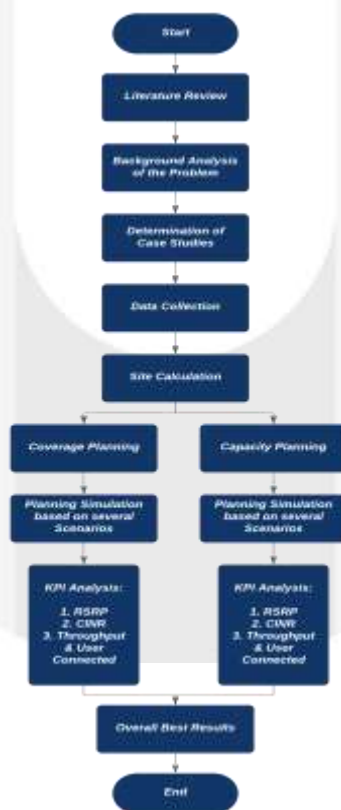 Start
Literature Review
Background Analysis
of the Problem
Determination of
Case Studies
Data Collection
Site Calculation
Coverage Planning
Capacity Planning
Planning Simulation
based on several
Scenarios
Planning Simulation
based on several
Scenarios
KPI Analysis:
1. RSRP
2. CINR
3. Throughput
& User
Connected
KPI Analysis:
1. RSRP
2. CINR
3. Throughput
& User
Connected
Overall Best Results
End